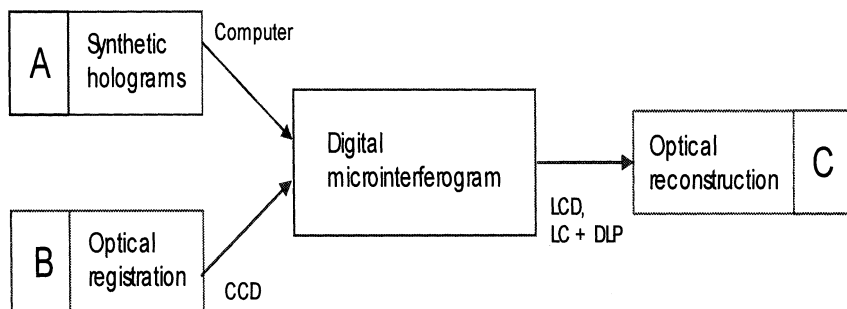 A
Synthetic
holograms
Computer
Digital
microinterferogram
B
Optical
registration
CCD
LCD,
LC + DLP
Optical
reconstruction
C